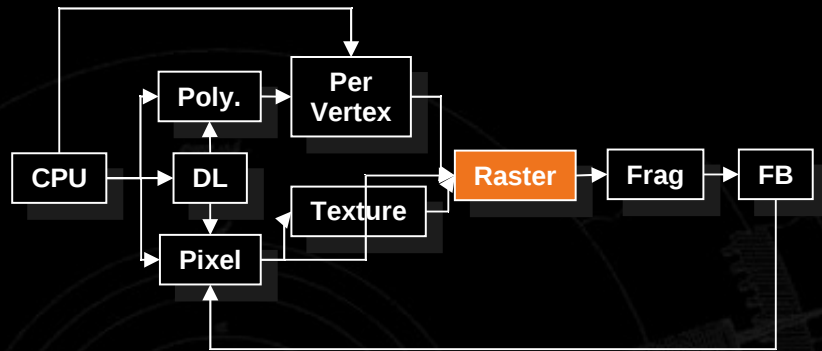 Poly.
Per
Vertex
CPU
DL
Raster
Frag
FB
Texture
Pixel